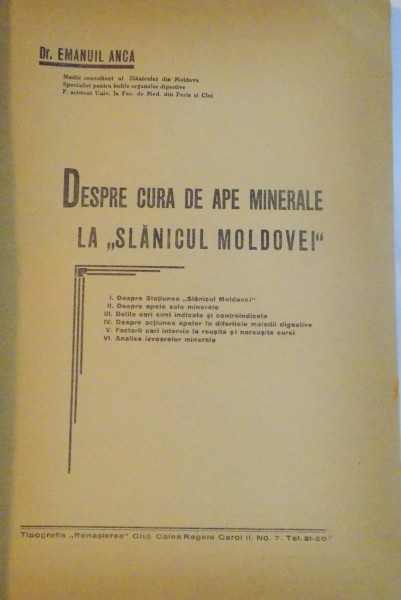 Dr. EMANUIL ANCA
Medic consultant al Slănicului din Moldova
Specialist pentru bolile organelor digestive
F. asistent Univ. la Fac. de Med. din Paris si Cluj
DESPRE CURA DE APE MINERALE
LA „SLĂNICUL MOLDOVEI“
I. Despre Stațiunea „Slănicul Moldovei“
II. Despre apele sale minerale
III. Bolile cari sunt indicate și contraindicate
IV. Despre acțiunea apelor în diferitele maladii digestive
V. Factorii cari intervin la reușita și nereușita curei
VI. Analiza izvoarelor minerale
Tipografia „Renașterea“ Cluj, Calea Regele Carol II, No. 7. Tel.